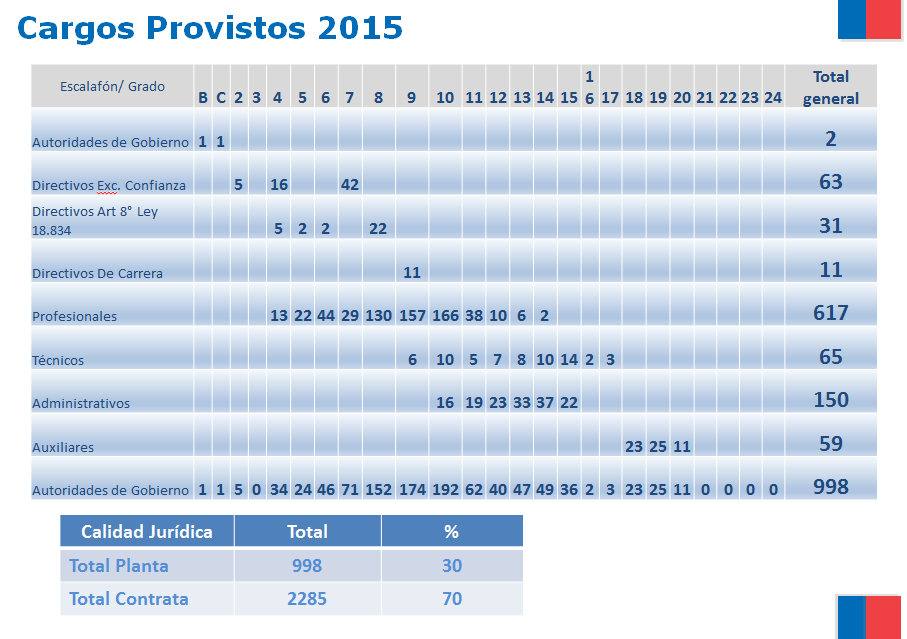 Cargos Provistos 2015
Escalafón/ Grado B C 2 3 4 5 6 7 8 9 10 11 12 13 14 15 16 17 18 19 20 21 22 23 24 Total general
Autoridades de Gobierno 1 1 2
Directivos Exc. Confianza 5 16 42 63
Directivos Art 8° Ley
18.834 5 2 2 22 31
Directivos De Carrera 11 11
Profesionales 13 22 44 29 130 157 166 38 10 6 2 617
Técnicos 6 10 5 7 8 10 14 2 3 65
Administrativos 16 19 23 33 37 22 150
Auxiliares 23 25 11 59
Autoridades de Gobierno 1 1 5 0 34 24 46 71 152 174 192 62 40 47 49 36 2 3 23 25 11 0 0 0 0 998
Calidad Jurídica Total %
Total Planta 998 30
Total Contrata 2285 70